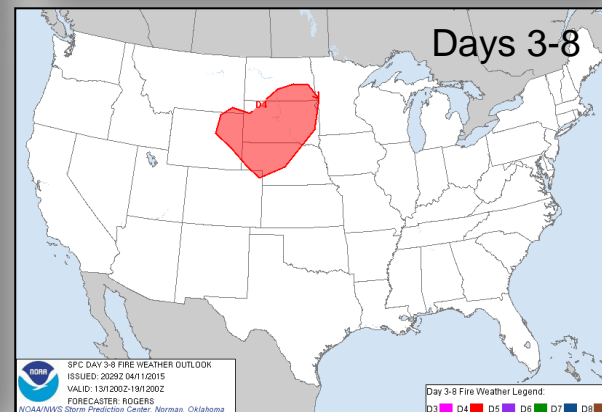 Days 3-8
D4
NOAA
SPC DAY 3-8 FIRE WEATHER OUTLOOK
ISSUED: 2029Z 04/11/2015
VALID: 13/1200Z-19/1200Z
FORECASTER: ROGERS
NOAA/NWS Storm Prediction Center, Norman, Oklahoma
Day 3-8 Fire Weather Legend:
D3 D4 D5 D6 D7 D8